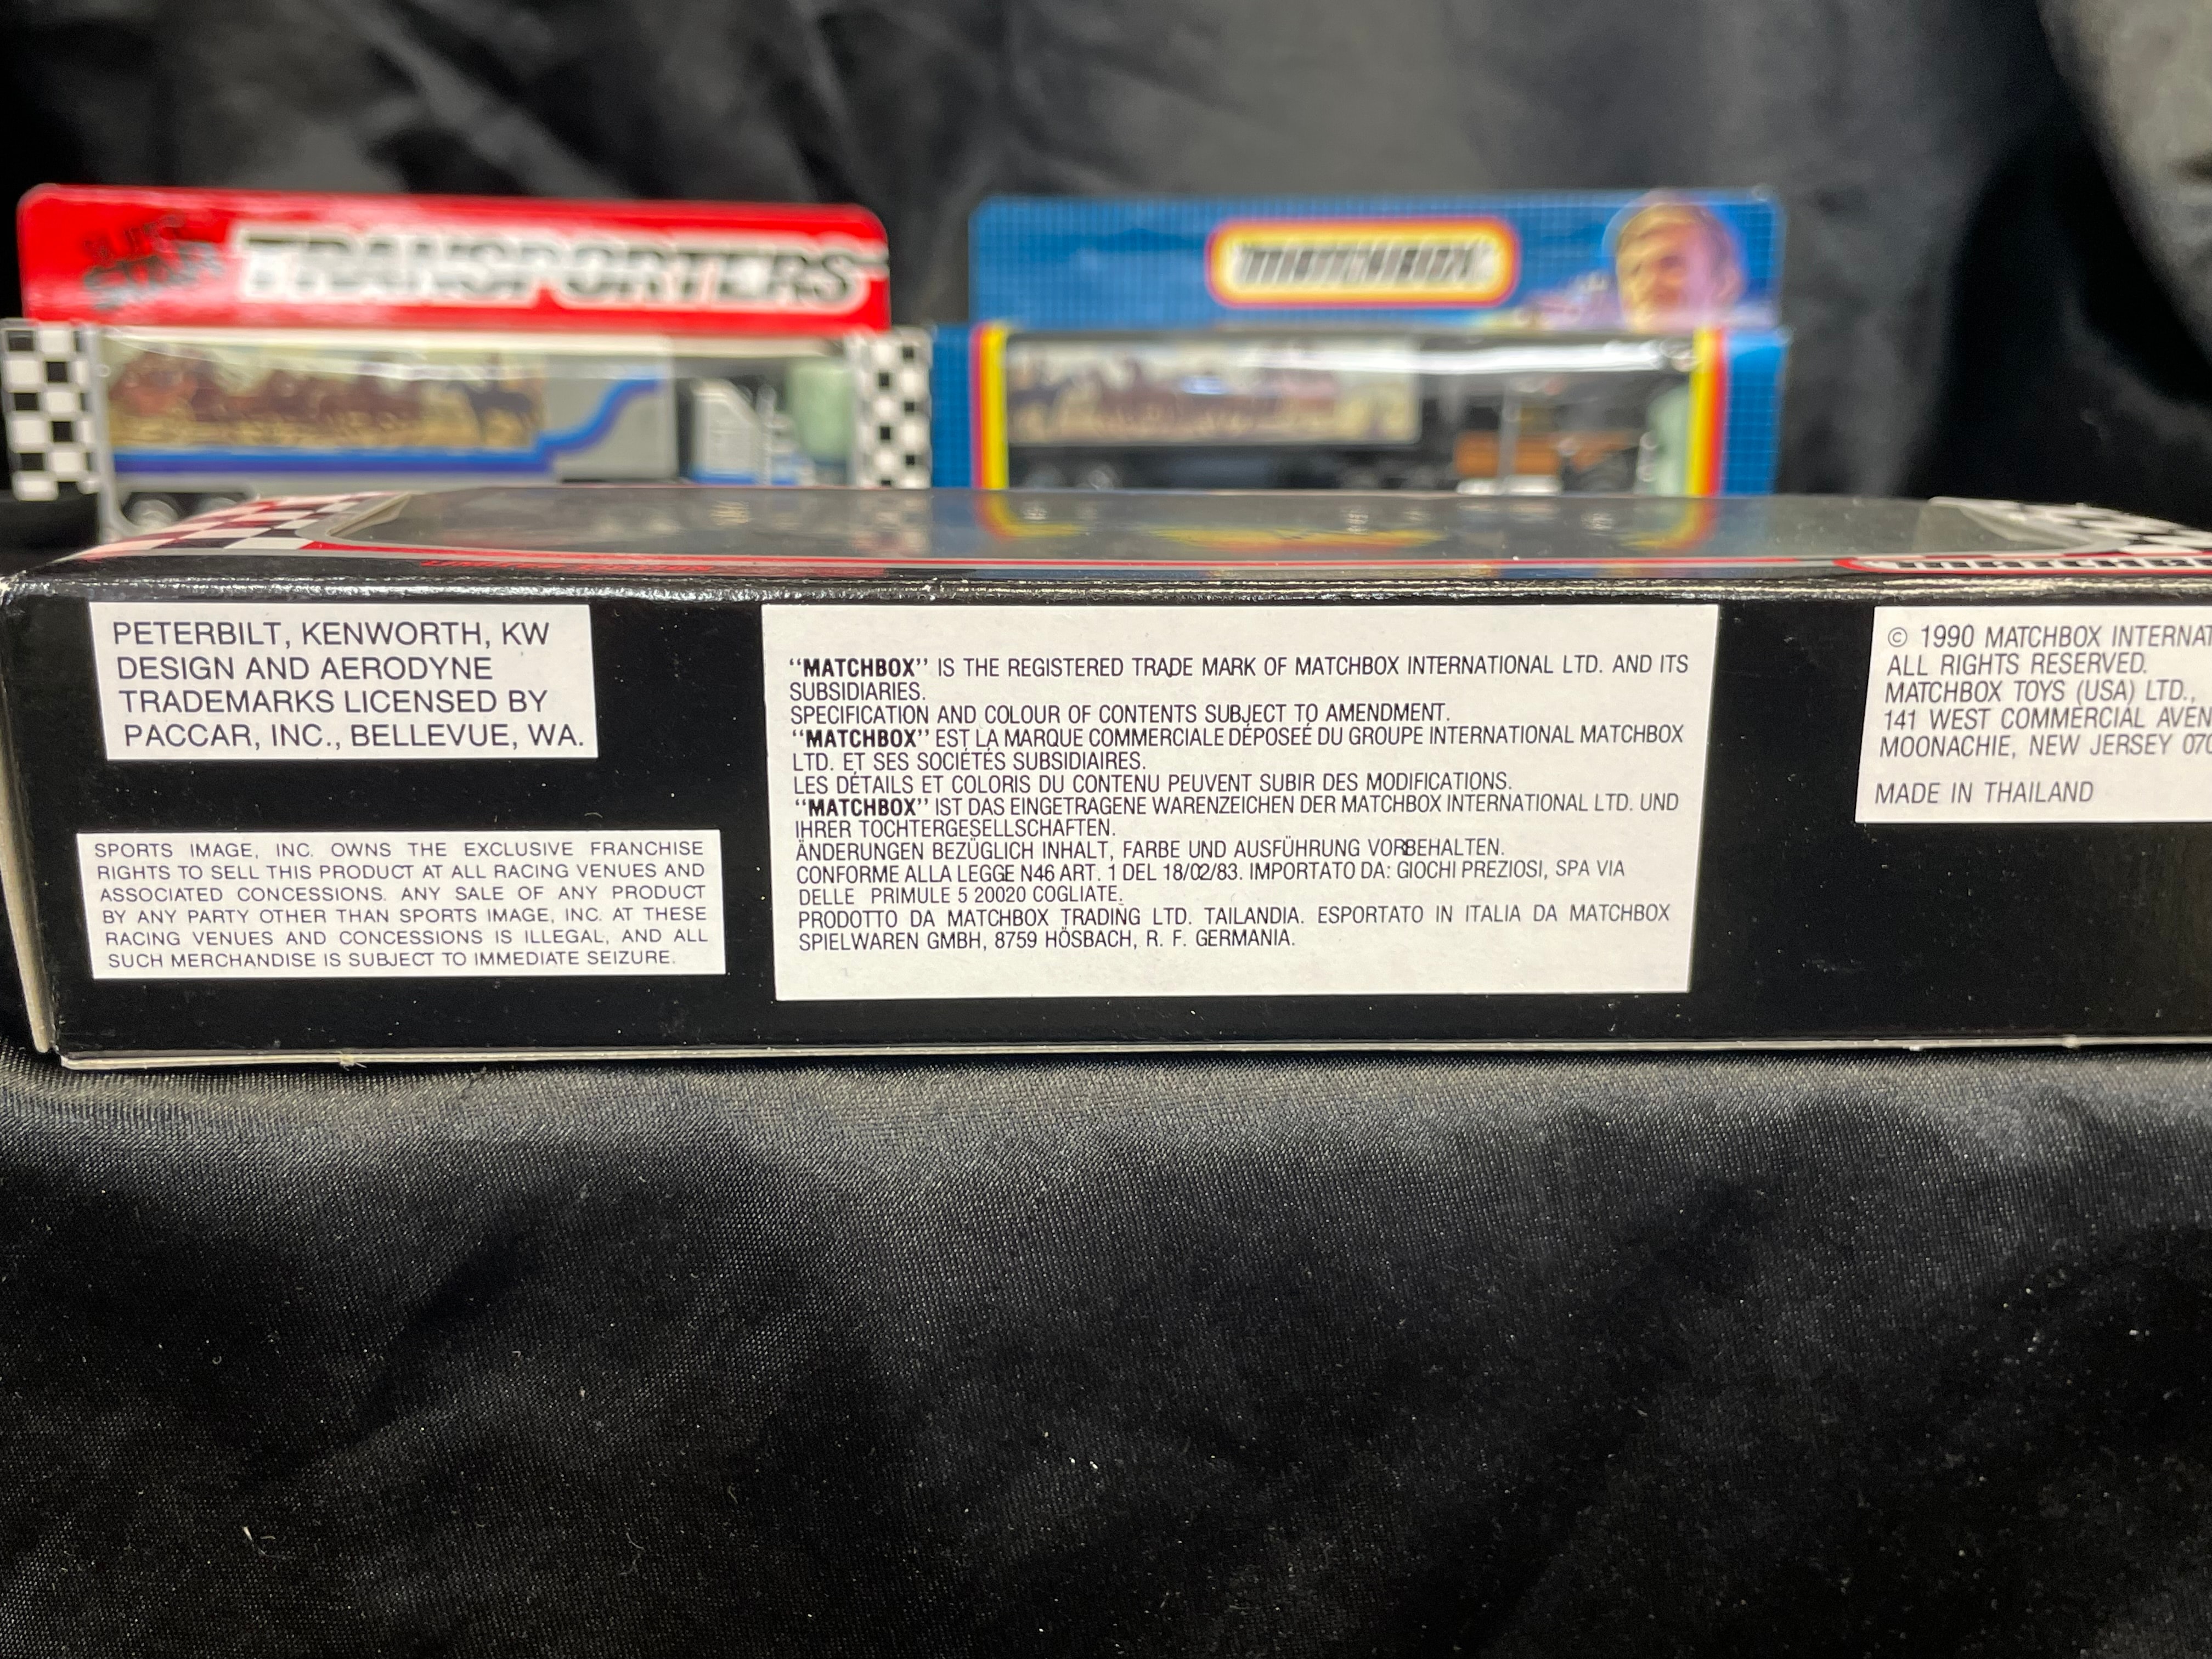 SUPER
STAR
TRANSPORTERS
MATCHBOX
LIMITED EDITION
MATCHBOX
PETERBILT, KENWORTH, KW
DESIGN AND AERODYNE
TRADEMARKS LICENSED BY
PACCAR, INC., BELLEVUE, WA.
SPORTS IMAGE, INC. OWNS THE EXCLUSIVE FRANCHISE
RIGHTS TO SELL THIS PRODUCT AT ALL RACING VENUES AND
ASSOCIATED CONCESSIONS. ANY SALE OF ANY PRODUCT
BY ANY PARTY OTHER THAN SPORTS IMAGE, INC. AT THESE
RACING VENUES AND CONCESSIONS IS ILLEGAL, AND ALL
SUCH MERCHANDISE IS SUBJECT TO IMMEDIATE SEIZURE.
“MATCHBOX” IS THE REGISTERED TRADE MARK OF MATCHBOX INTERNATIONAL LTD. AND ITS
SUBSIDIARIES.
SPECIFICATION AND COLOUR OF CONTENTS SUBJECT TO AMENDMENT.
“MATCHBOX” EST LA MARQUE COMMERCIALE DÉPOSEÉ DU GROUPE INTERNATIONAL MATCHBOX
LTD. ET SES SOCIÉTÉS SUBSIDIAIRES.
LES DÉTAILS ET COLORIS DU CONTENU PEUVENT SUBIR DES MODIFICATIONS.
“MATCHBOX” IST DAS EINGETRAGENE WARENZEICHEN DER MATCHBOX INTERNATIONAL LTD. UND
IHRER TOCHTERGESELLSCHAFTEN.
ÄNDERUNGEN BEZÜGLICH INHALT, FARBE UND AUSFÜHRUNG VORBEHALTEN.
CONFORME ALLA LEGGE N46 ART. 1 DEL 18/02/83. IMPORTATO DA: GIOCHI PREZIOSI, SPA VIA
DELLE PRIMULE 5 20020 COGLIATE.
PRODOTTO DA MATCHBOX TRADING LTD. TAILANDIA. ESPORTATO IN ITALIA DA MATCHBOX
SPIELWAREN GMBH, 8759 HÖSBACH, R. F. GERMANIA.
© 1990 MATCHBOX INTERNAT
ALL RIGHTS RESERVED.
MATCHBOX TOYS (USA) LTD.,
141 WEST COMMERCIAL AVEN
MOONACHIE, NEW JERSEY 070
MADE IN THAILAND